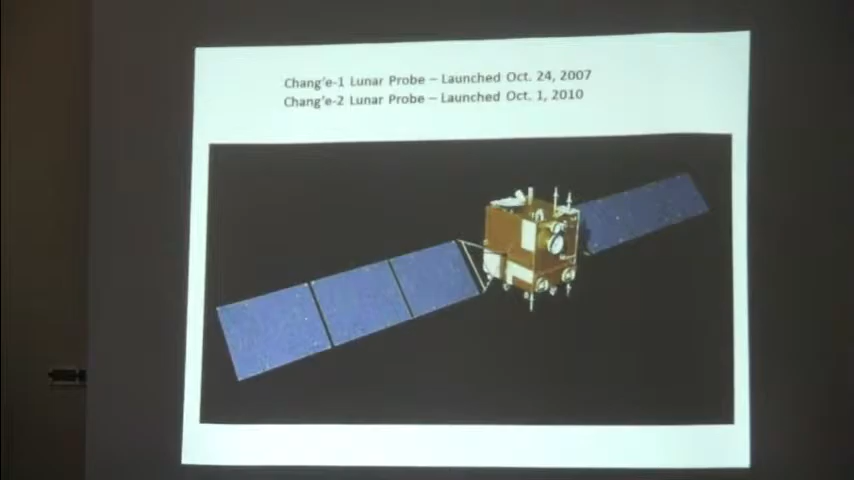 Chang'e-1 Lunar Probe – Launched Oct. 24, 2007
Chang'e-2 Lunar Probe – Launched Oct. 1, 2010